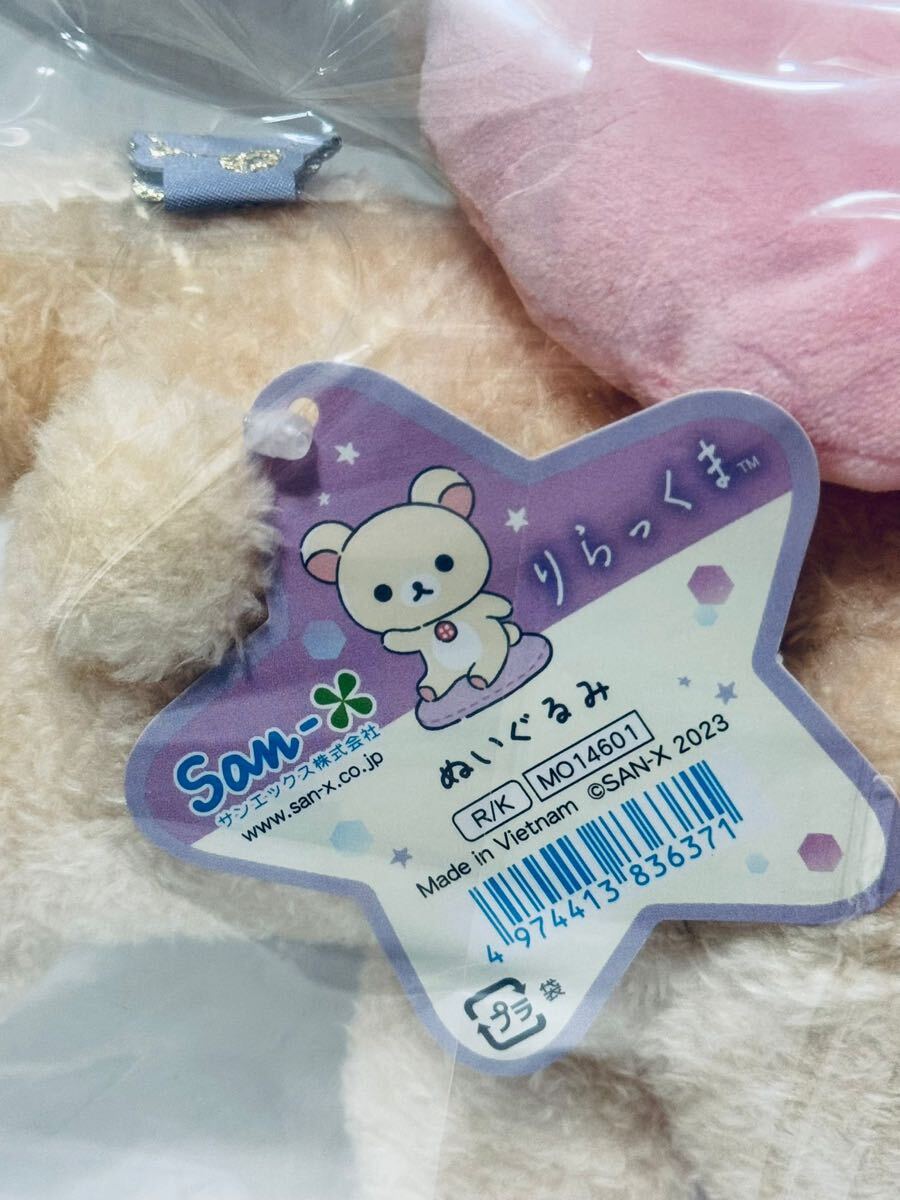 りらっくま™
San-X
サンエックス株式会社
www.san-x.co.jp
ぬいぐるみ
R/K MO14601
Made in Vietnam ©SAN-X 2023
4 974413 836371
プラ 袋